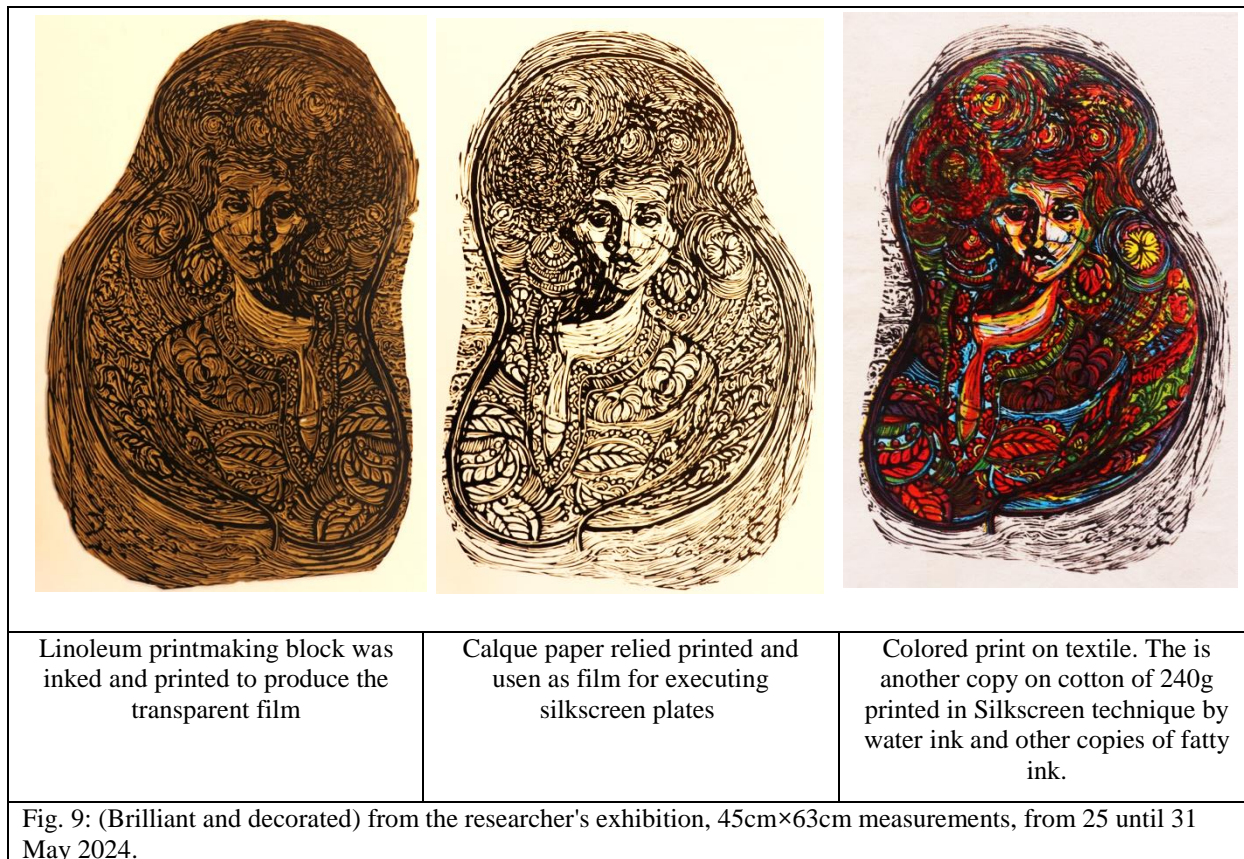 Linoleum printmaking block was
inked and printed to produce the
transparent film
Calque paper relied printed and
usen as film for executing
silkscreen plates
Colored print on textile. The is
another copy on cotton of 240g
printed in Silkscreen technique by
water ink and other copies of fatty
ink.
Fig. 9: (Brilliant and decorated) from the researcher's exhibition, 45cm×63cm measurements, from 25 until 31
May 2024.